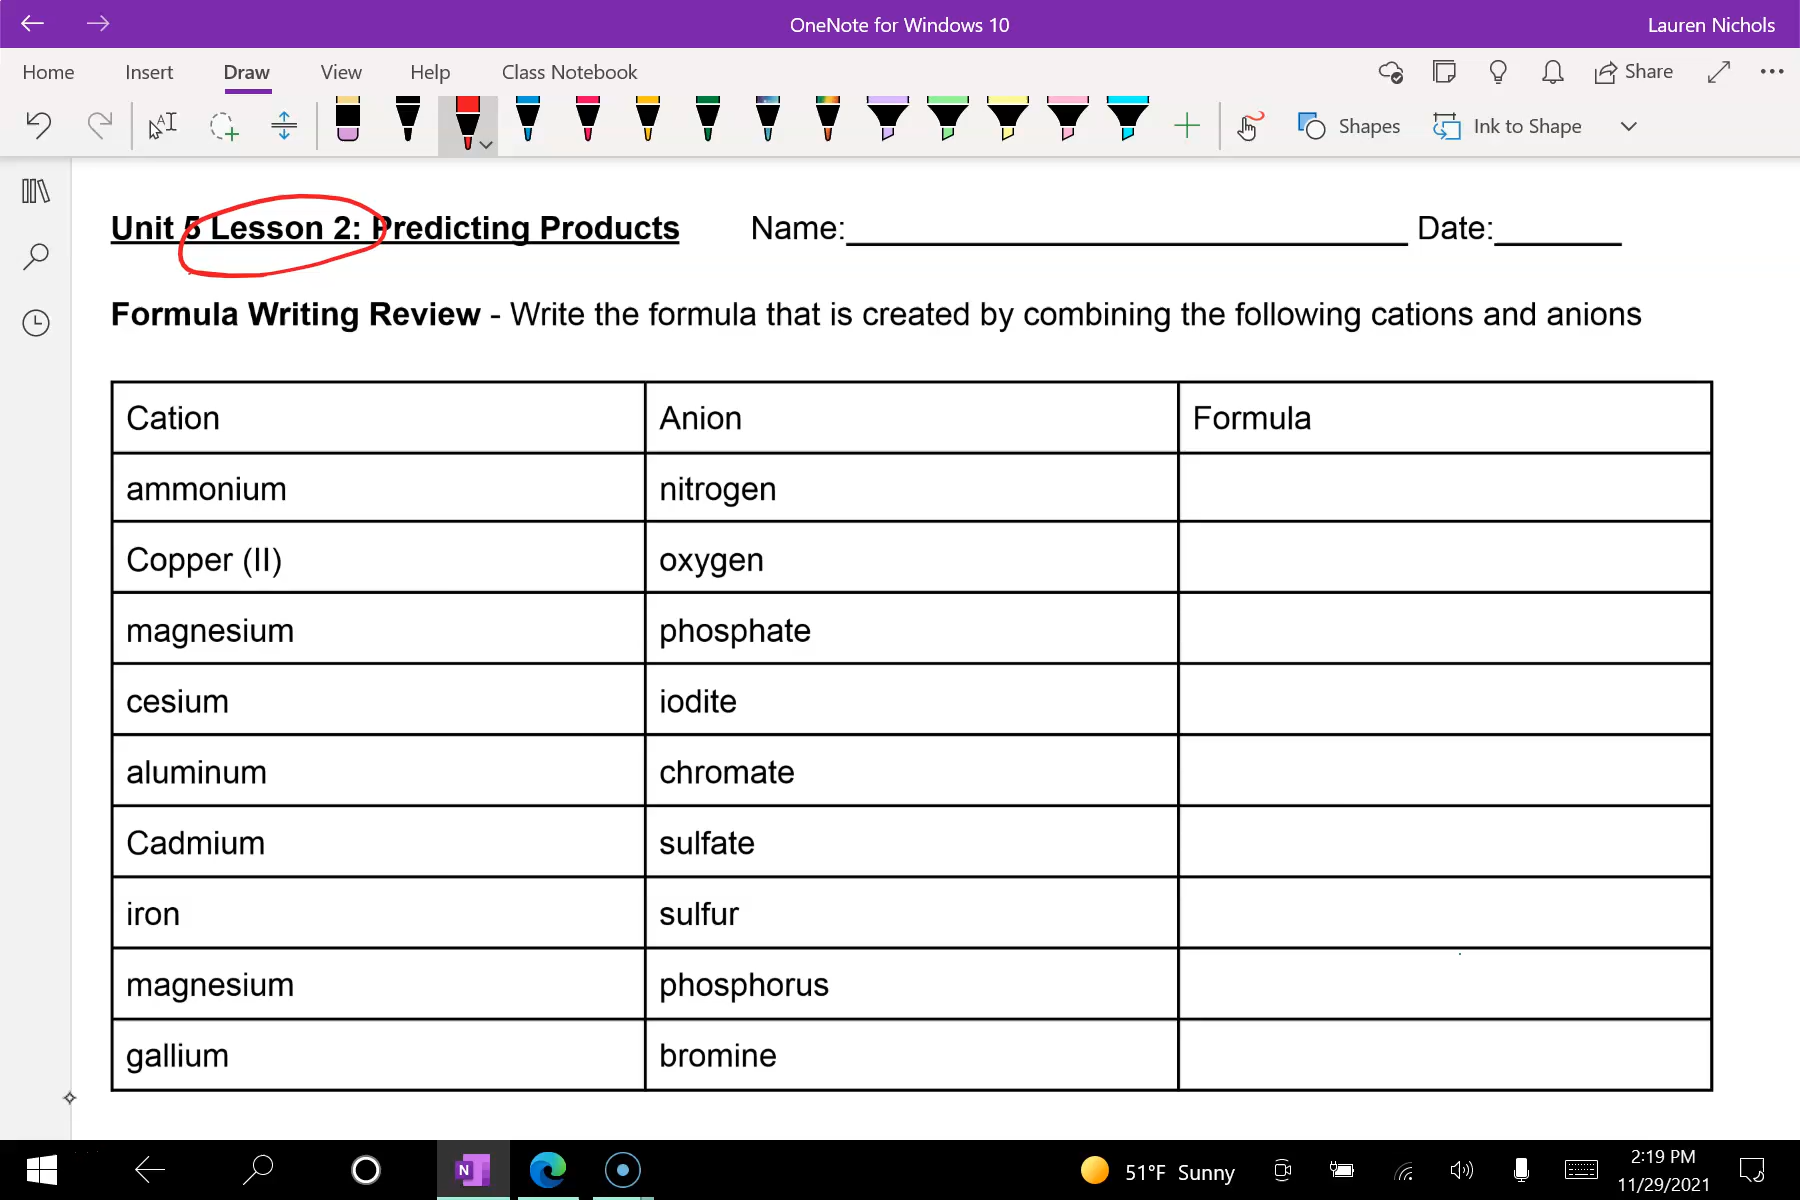 OneNote for Windows 10
Lauren Nichols
Home Insert Draw View Help Class Notebook Share
Shapes Ink to Shape
Unit 5 Lesson 2: Predicting Products Name: Date:
Formula Writing Review - Write the formula that is created by combining the following cations and anions
Cation Anion Formula
ammonium nitrogen
Copper (II) oxygen
magnesium phosphate
cesium iodite
aluminum chromate
Cadmium sulfate
iron sulfur
magnesium phosphorus
gallium bromine
N
51°F Sunny
2:19 PM
11/29/2021